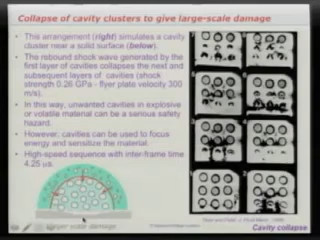 Collapse of cavity clusters to give large-scale damage
• This arrangement (right) simulates a cavity
cluster near a solid surface (below).
• The rebound shock wave generated by the
first layer of cavities collapses the next and
subsequent layers of cavities (shock
strength 0.26 GPa - flyer plate velocity 300
m/s).
• In this way, unwanted cavities in explosive
or volatile material can be a serious safety
hazard.
• However, cavities can be used to focus
energy and sensitize the material.
• High-speed sequence with inter-frame time
4.25 µs.
larger scale damage
Cavity collapse